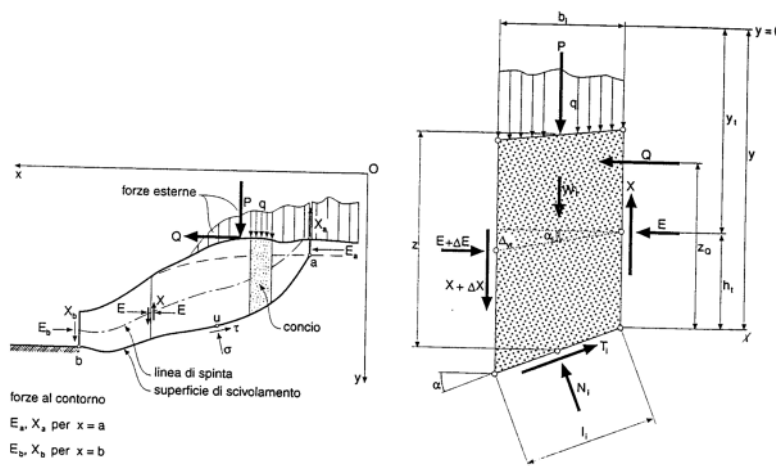 x
O
forze esterne
P
q
X_a
Q
E_a
a
X_b
E_b
E
X
E
u
τ
σ
concio
b
linea di spinta
superficie di scivolamento
y
forze al contorno
E_a, X_a per x = a
E_b, X_b per x = b
b_i
y = 0
P
q
y_t
y
Q
W_i
X
z
E+ΔE
α_t
E
z_Q
X + ΔX
h_t
T_i
α
N_i
l_i